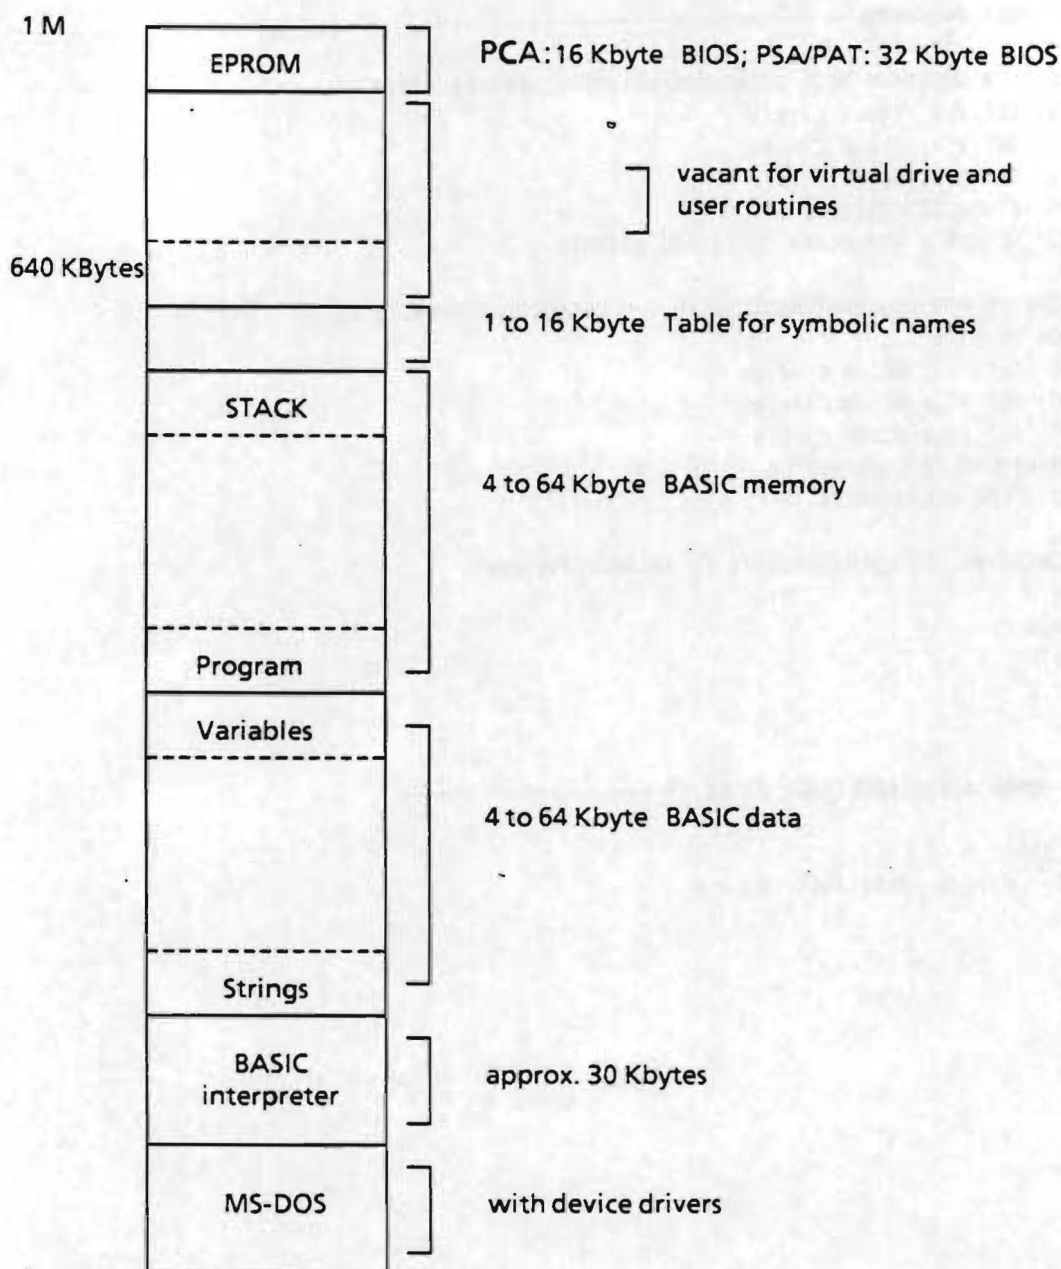 1 M
EPROM
PCA: 16 Kbyte BIOS; PSA/PAT: 32 Kbyte BIOS
vacant for virtual drive and
user routines
640 KBytes
1 to 16 Kbyte Table for symbolic names
STACK
4 to 64 Kbyte BASIC memory
Program
Variables
4 to 64 Kbyte BASIC data
Strings
BASIC
interpreter
approx. 30 Kbytes
MS-DOS
with device drivers